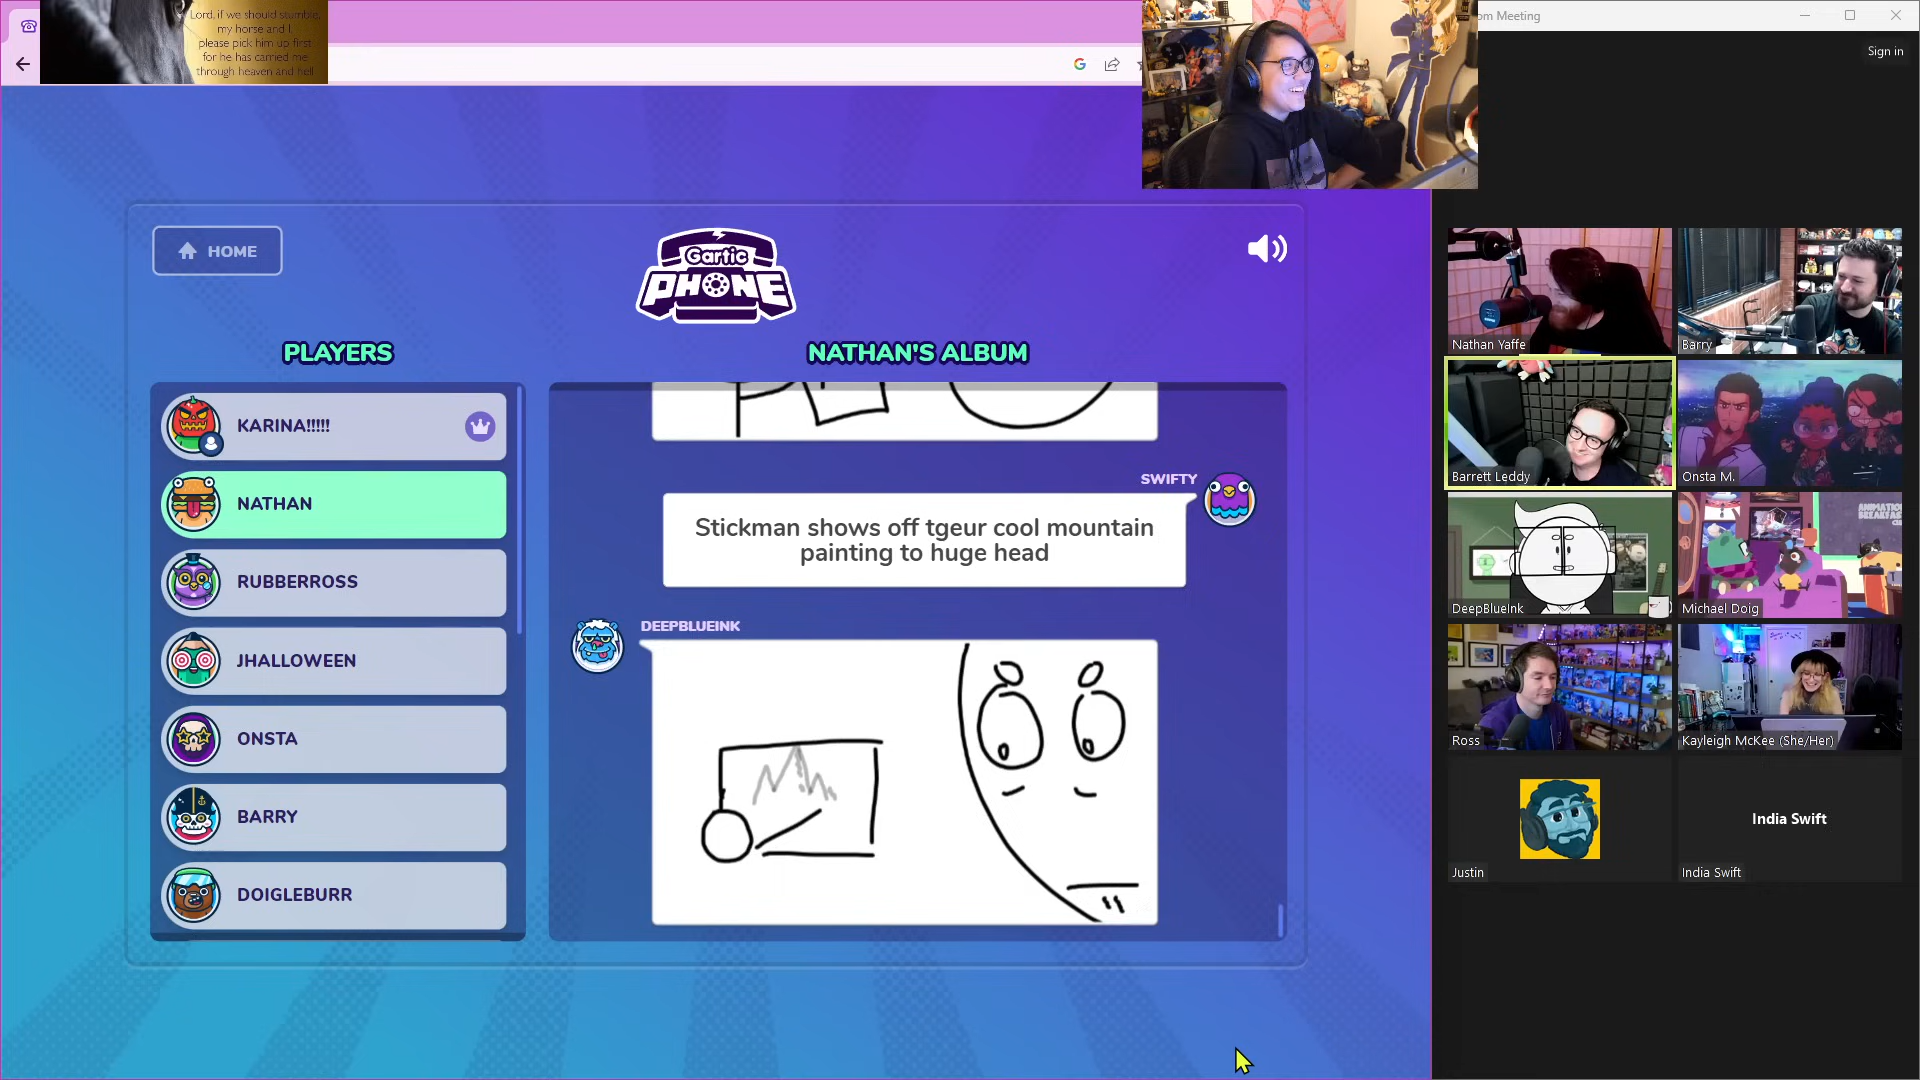 Lord, if we should stumble,
my horse and I,
please pick him up first
for he has carried me
through heaven and hell
om Meeting
Sign in
HOME
Gartic
PHONE
PLAYERS
NATHAN'S ALBUM
KARINA!!!!!
NATHAN
RUBBERROSS
JHALLOWEEN
ONSTA
BARRY
DOIGLEBURR
SWIFTY
Stickman shows off tgeur cool mountain
painting to huge head
DEEPBLUEINK
Nathan Yaffe
Barry
Barrett Leddy
Onsta M.
DeepBlueInk
ANIMATION
BREAKFAS
Michael Doig
Ross
Kayleigh McKee (She/Her)
Justin
India Swift
India Swift